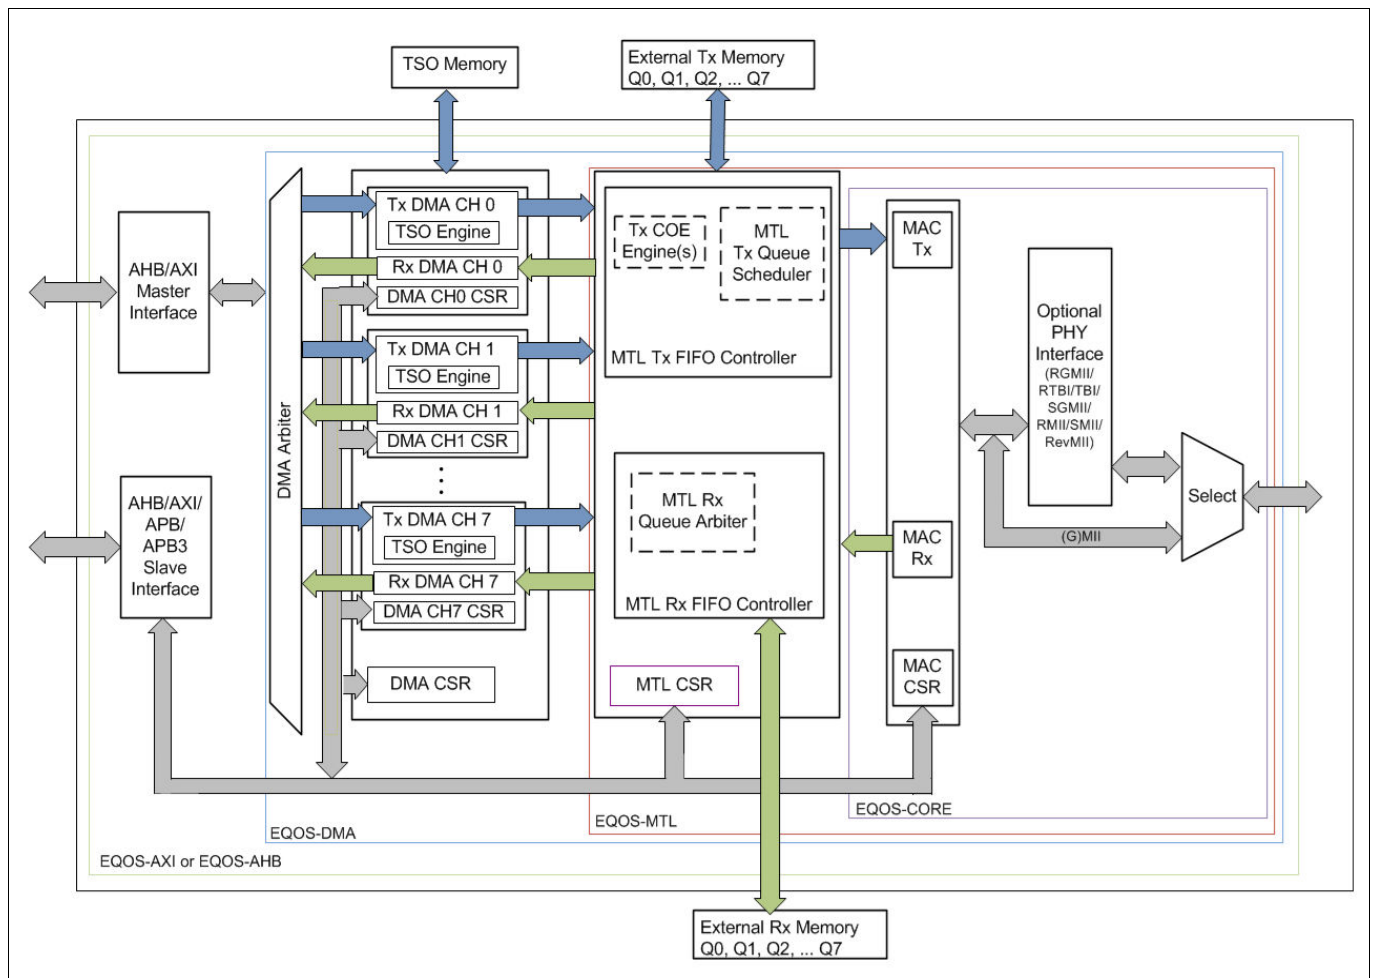 TSO Memory
External Tx Memory
Q0, Q1, Q2, ... Q7
AHB/AXI
Master
Interface
AHB/AXI/
APB/
APB3
Slave
Interface
DMA Arbiter
Tx DMA CH 0
TSO Engine
Rx DMA CH 0
DMA CH0 CSR
Tx DMA CH 1
TSO Engine
Rx DMA CH 1
DMA CH1 CSR
Tx DMA CH 7
TSO Engine
Rx DMA CH 7
DMA CH7 CSR
DMA CSR
Tx COE
Engine(s)
MTL
Tx Queue
Scheduler
MTL Tx FIFO Controller
MTL Rx
Queue Arbiter
MTL Rx FIFO Controller
MTL CSR
MAC
Tx
MAC
Rx
MAC
CSR
Optional
PHY
Interface
(RGMII/
RTBI/TBI/
SGMII/
RMII/SMII/
RevMII)
Select
(G)MII
EQOS-CORE
EQOS-MTL
EQOS-DMA
EQOS-AXI or EQOS-AHB
External Rx Memory
Q0, Q1, Q2, ... Q7